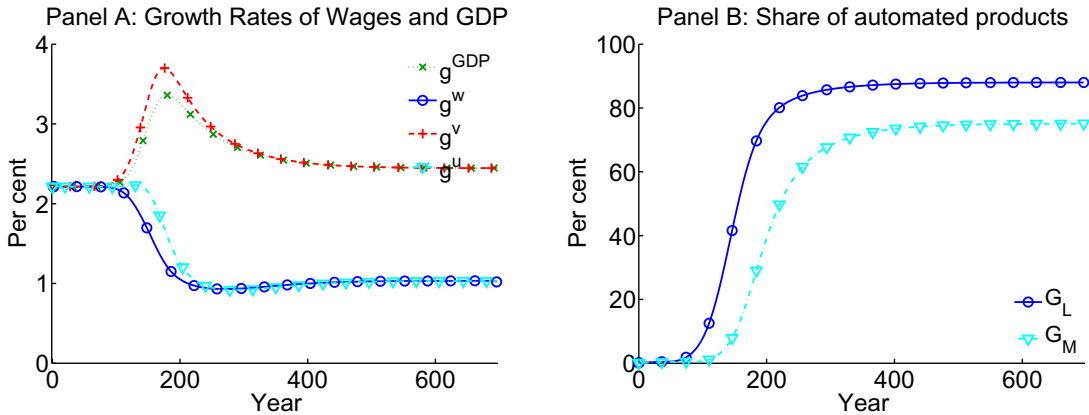 Panel A: Growth Rates of Wages and GDP
4
3
2
1
0
Per cent
0 200 400 600
Year
g^GDP
g^w
g^v
g^u
Panel B: Share of automated products
100
80
60
40
20
0
Per cent
0 200 400 600
Year
G_L
G_M